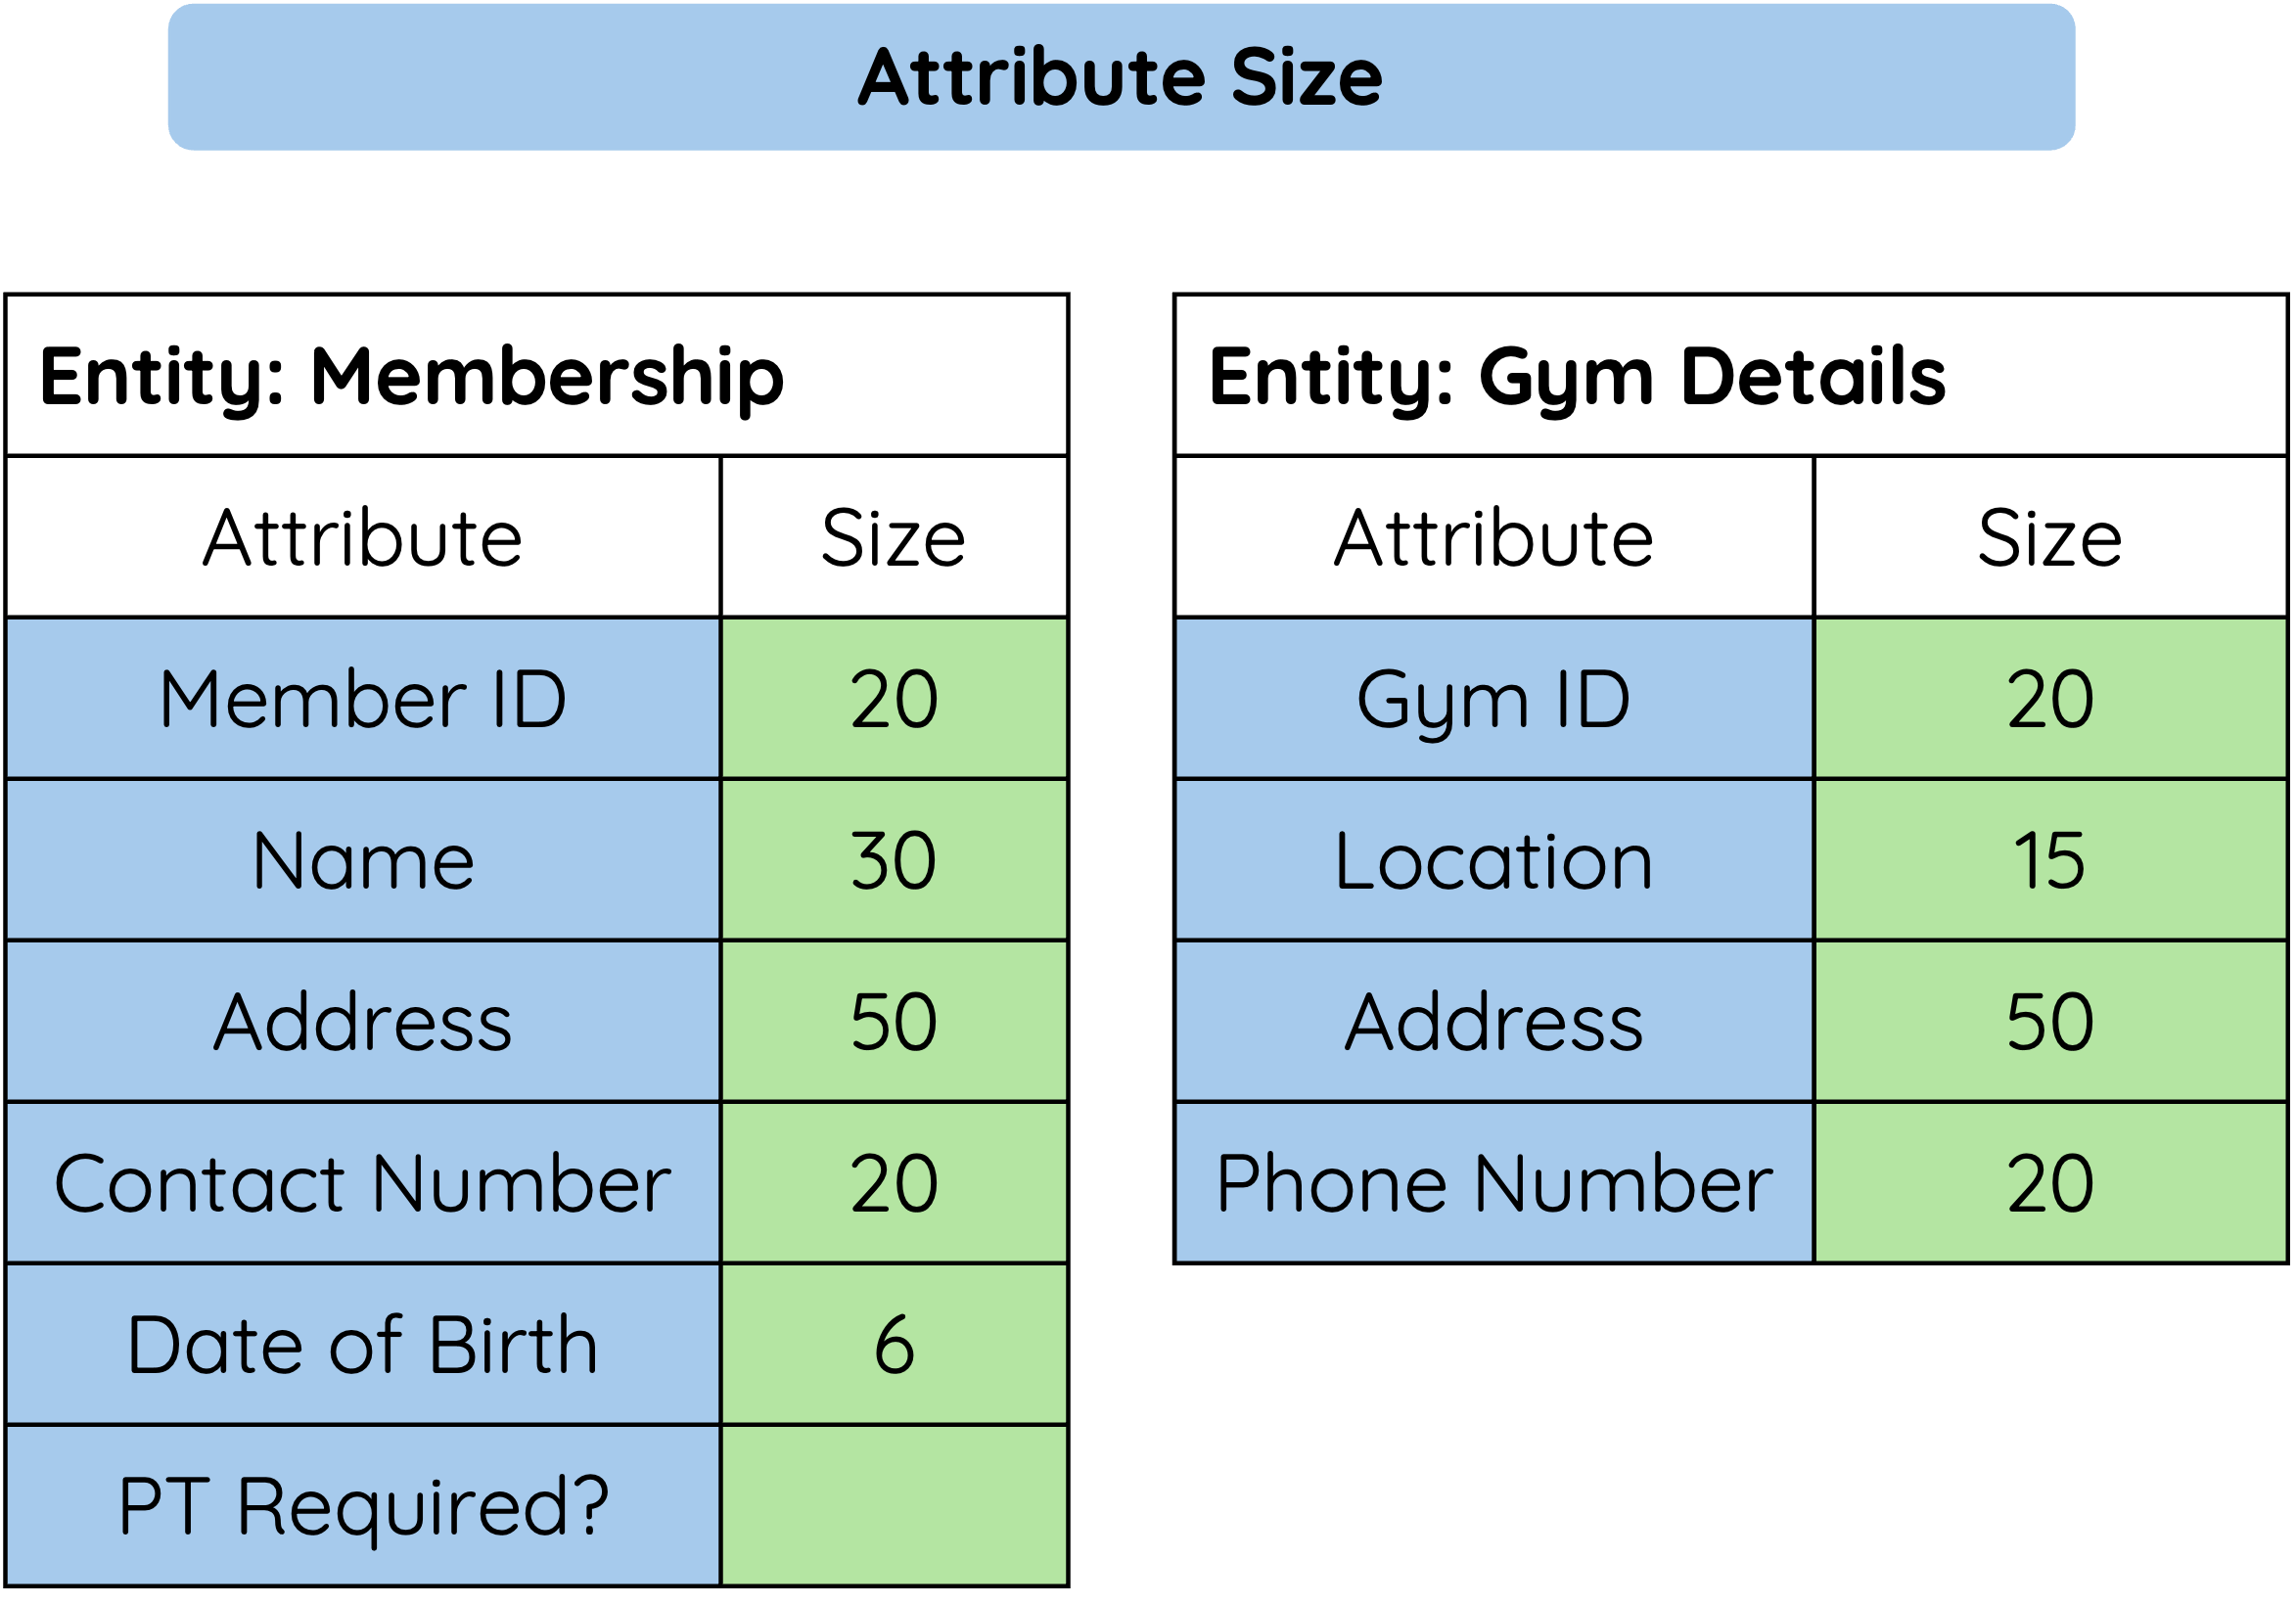 Attribute Size
Entity: Membership
Attribute Size
Member ID 20
Name 30
Address 50
Contact Number 20
Date of Birth 6
PT Required?
Entity: Gym Details
Attribute Size
Gym ID 20
Location 15
Address 50
Phone Number 20